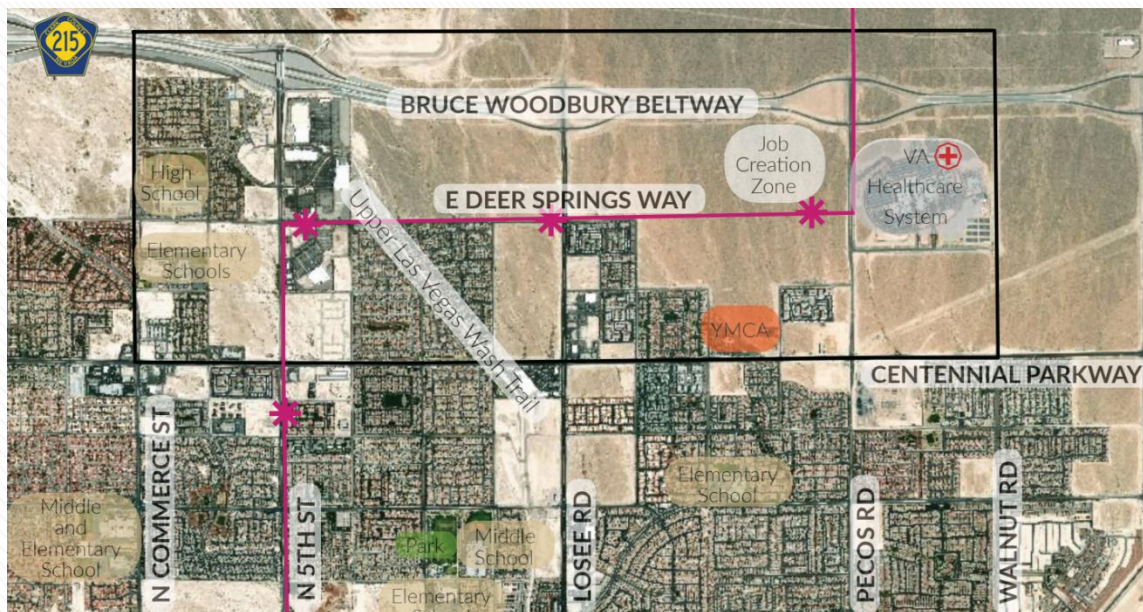 215
BRUCE WOODBURY BELTWAY
Job
Creation
Zone
VA
Healthcare
System
High
School
E DEER SPRINGS WAY
Elementary
Schools
Upper Las Vegas Wash Trail
YMCA
CENTENNIAL PARKWAY
N COMMERCE ST
N 5TH ST
LOSEE RD
PECOS RD
WALNUT RD
Elementary
School
Middle
and
Elementary
School
Park
Middle
School
Elementary